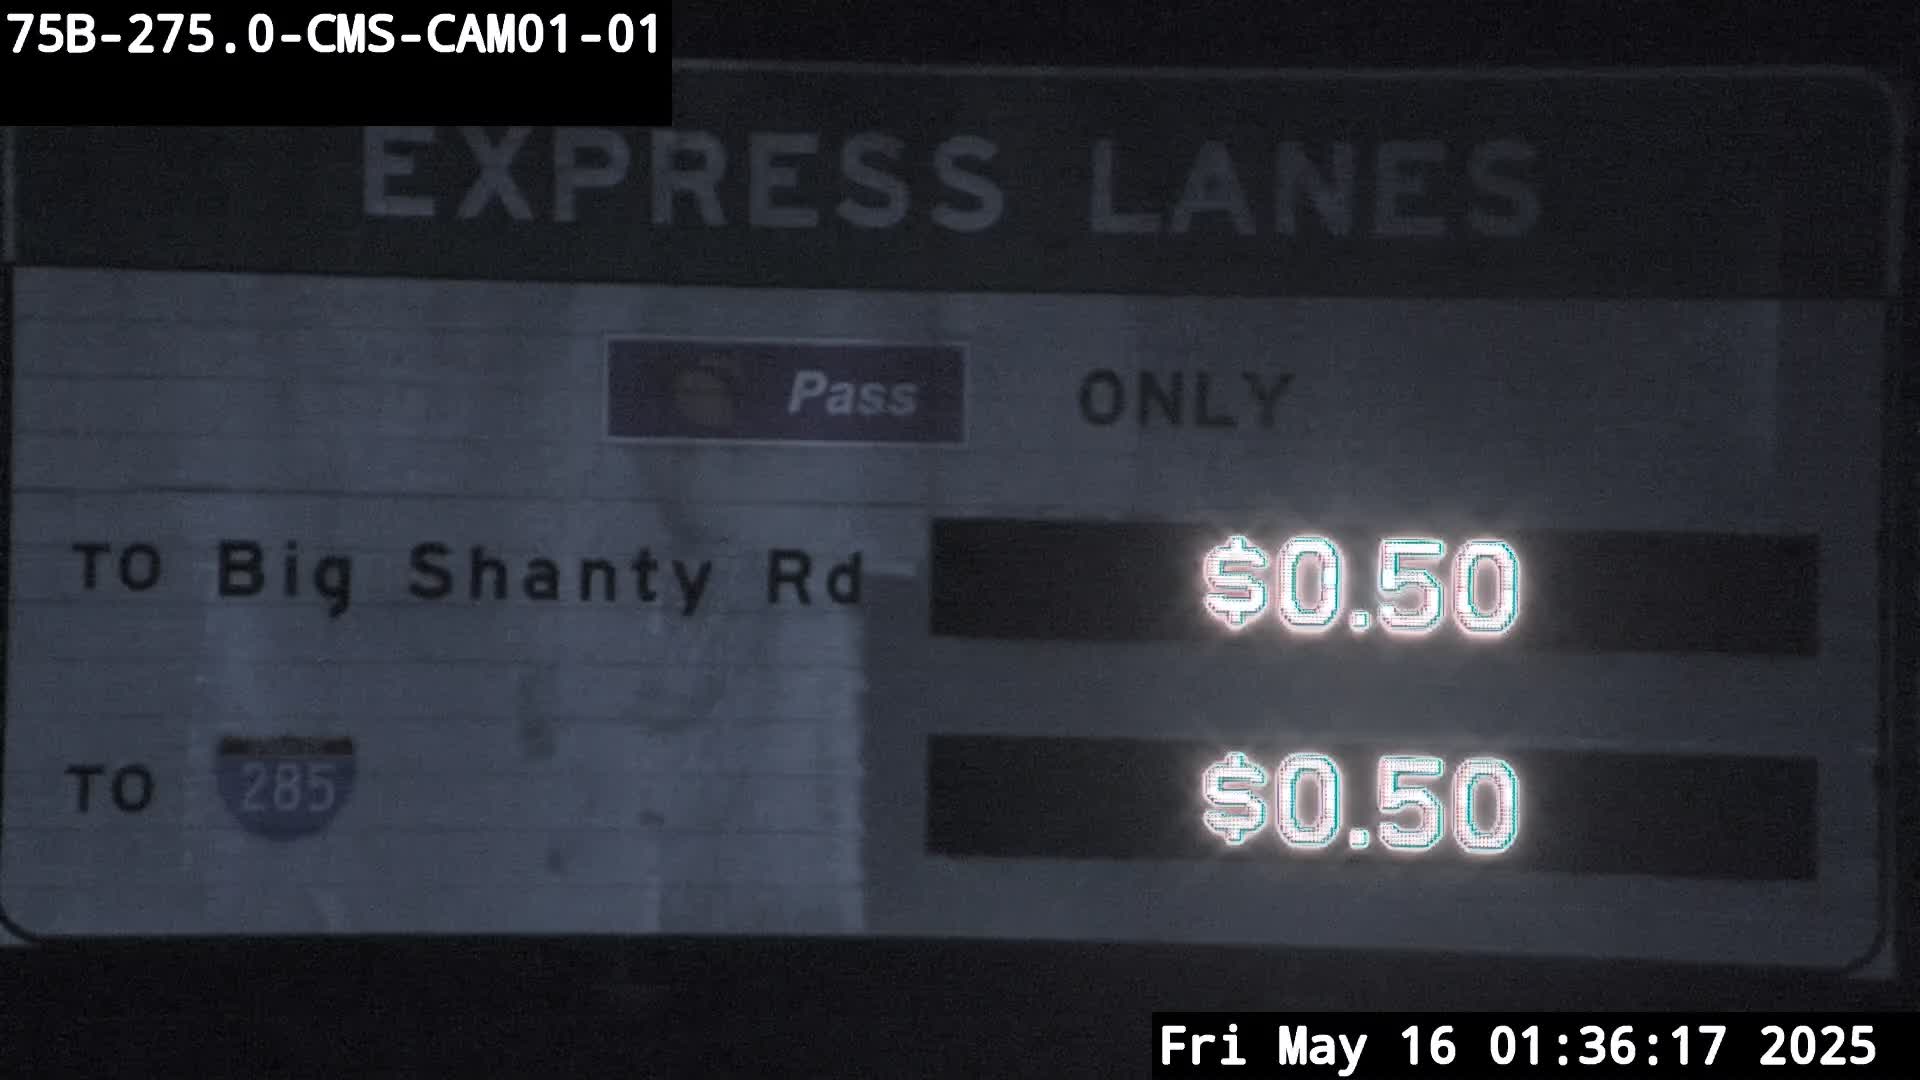 75B-275.0-CMS-CAM01-01
EXPRESS LANES
Pass ONLY
TO Big Shanty Rd $0.50
TO 285 $0.50
Fri May 16 01:36:17 2025